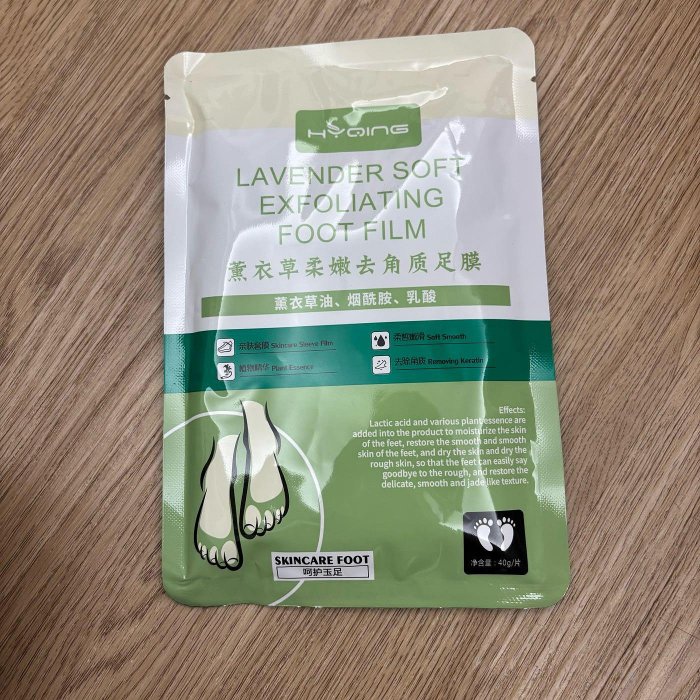 HYQING
LAVENDER SOFT
EXFOLIATING
FOOT FILM
薰衣草柔嫩去角质足膜
薰衣草油、烟酰胺、乳酸
亲肤套膜 Skincare Sleeve Film
柔嫩嫩滑 Soft Smooth
植物精华 Plant Essence
去除角质 Removing Keratin
Effects:
Lactic acid and various plant essence are
added into the product to moisturize the skin
of the feet, restore the smooth and smooth
skin of the feet, and dry the skin and dry the
rough skin, so that the feet can easily say
goodbye to the rough, and restore the
delicate, smooth and jade like texture.
SKINCARE FOOT
呵护玉足
净含量：40g/片